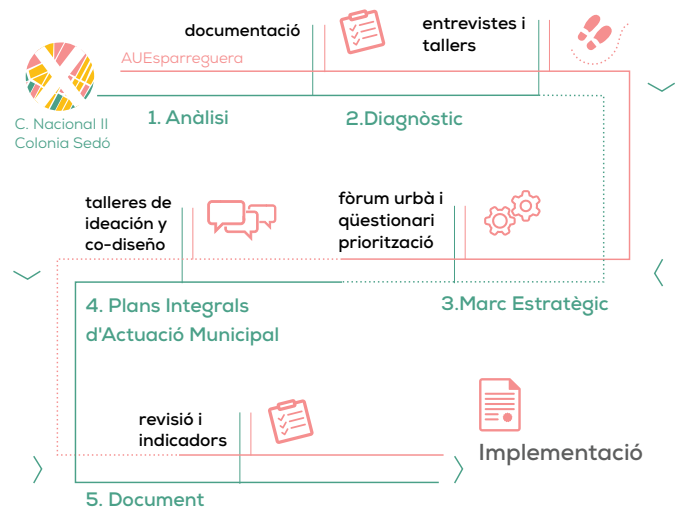 documentació
entrevistes i
tallers
AUEsparreguera
C. Nacional II
Colonia Sedó
1. Anàlisi
2.Diagnòstic
talleres de
ideación y
co-diseño
fòrum urbà i
qüestionari
priorització
4. Plans Integrals
d'Actuació Municipal
3.Marc Estratègic
revisió i
indicadors
Implementació
5. Document